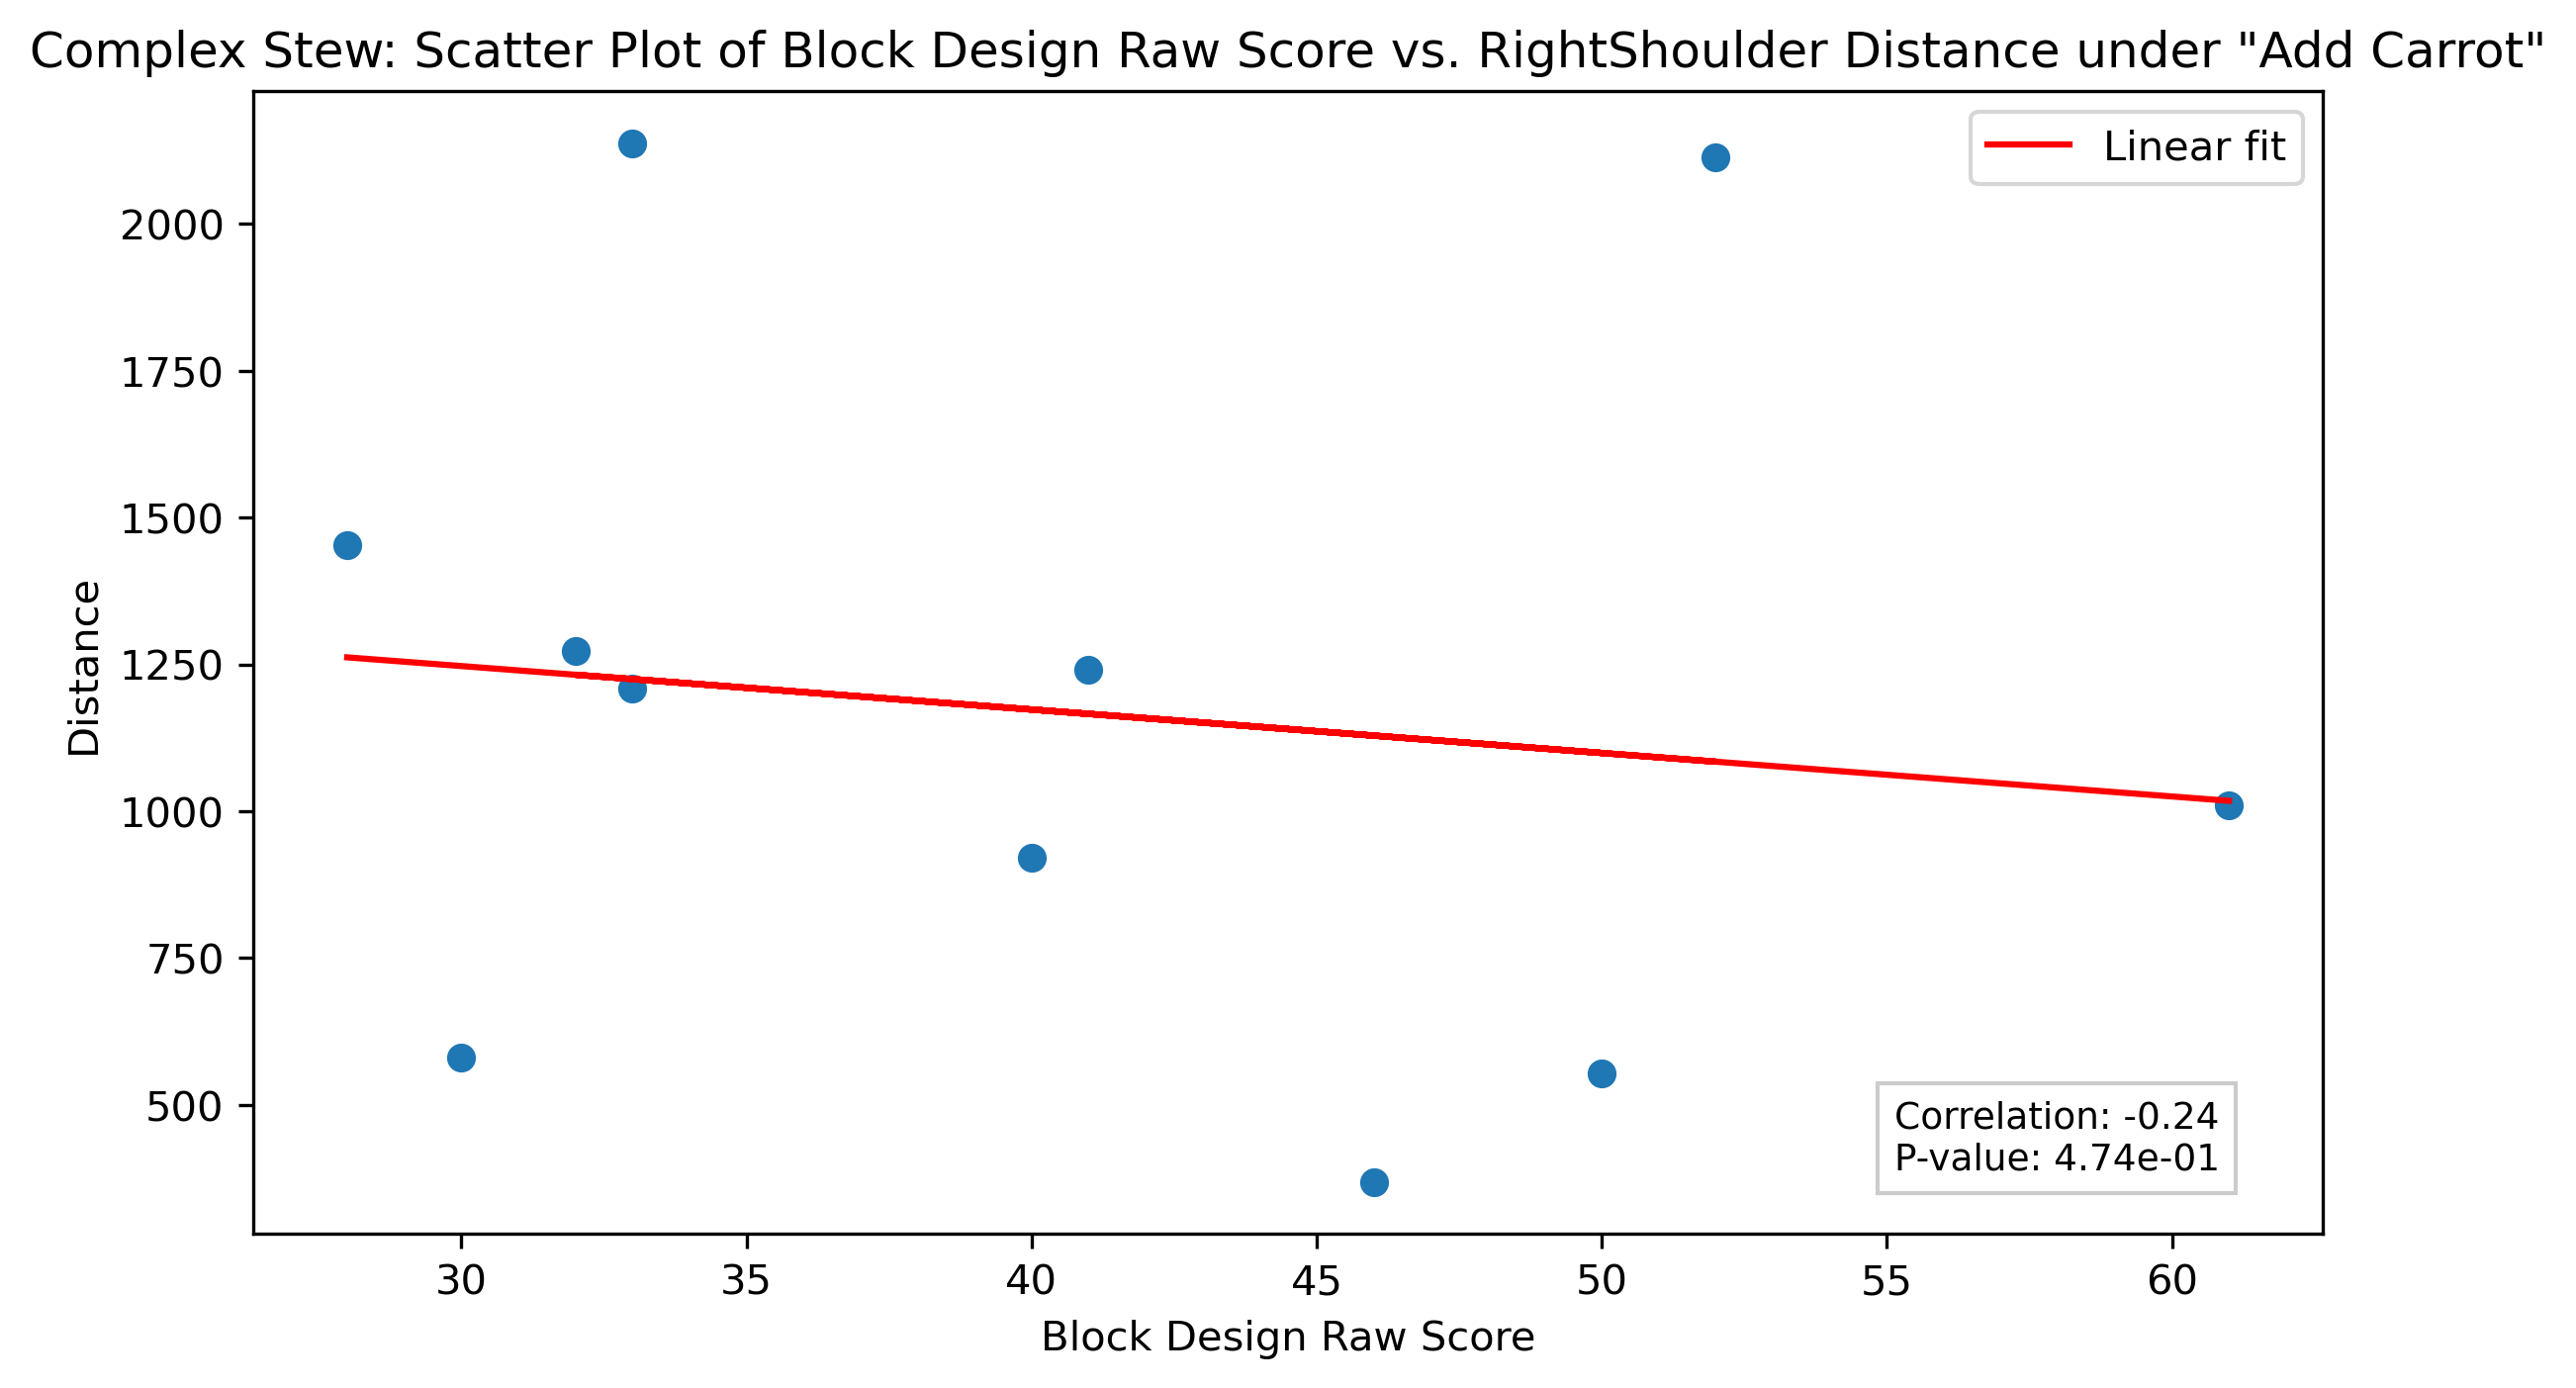 Complex Stew: Scatter Plot of Block Design Raw Score vs. RightShoulder Distance under "Add Carrot"
Linear fit
2000
1750
1500
1250
1000
750
500
Distance
Correlation: -0.24
P-value: 4.74e-01
30 35 40 45 50 55 60
Block Design Raw Score